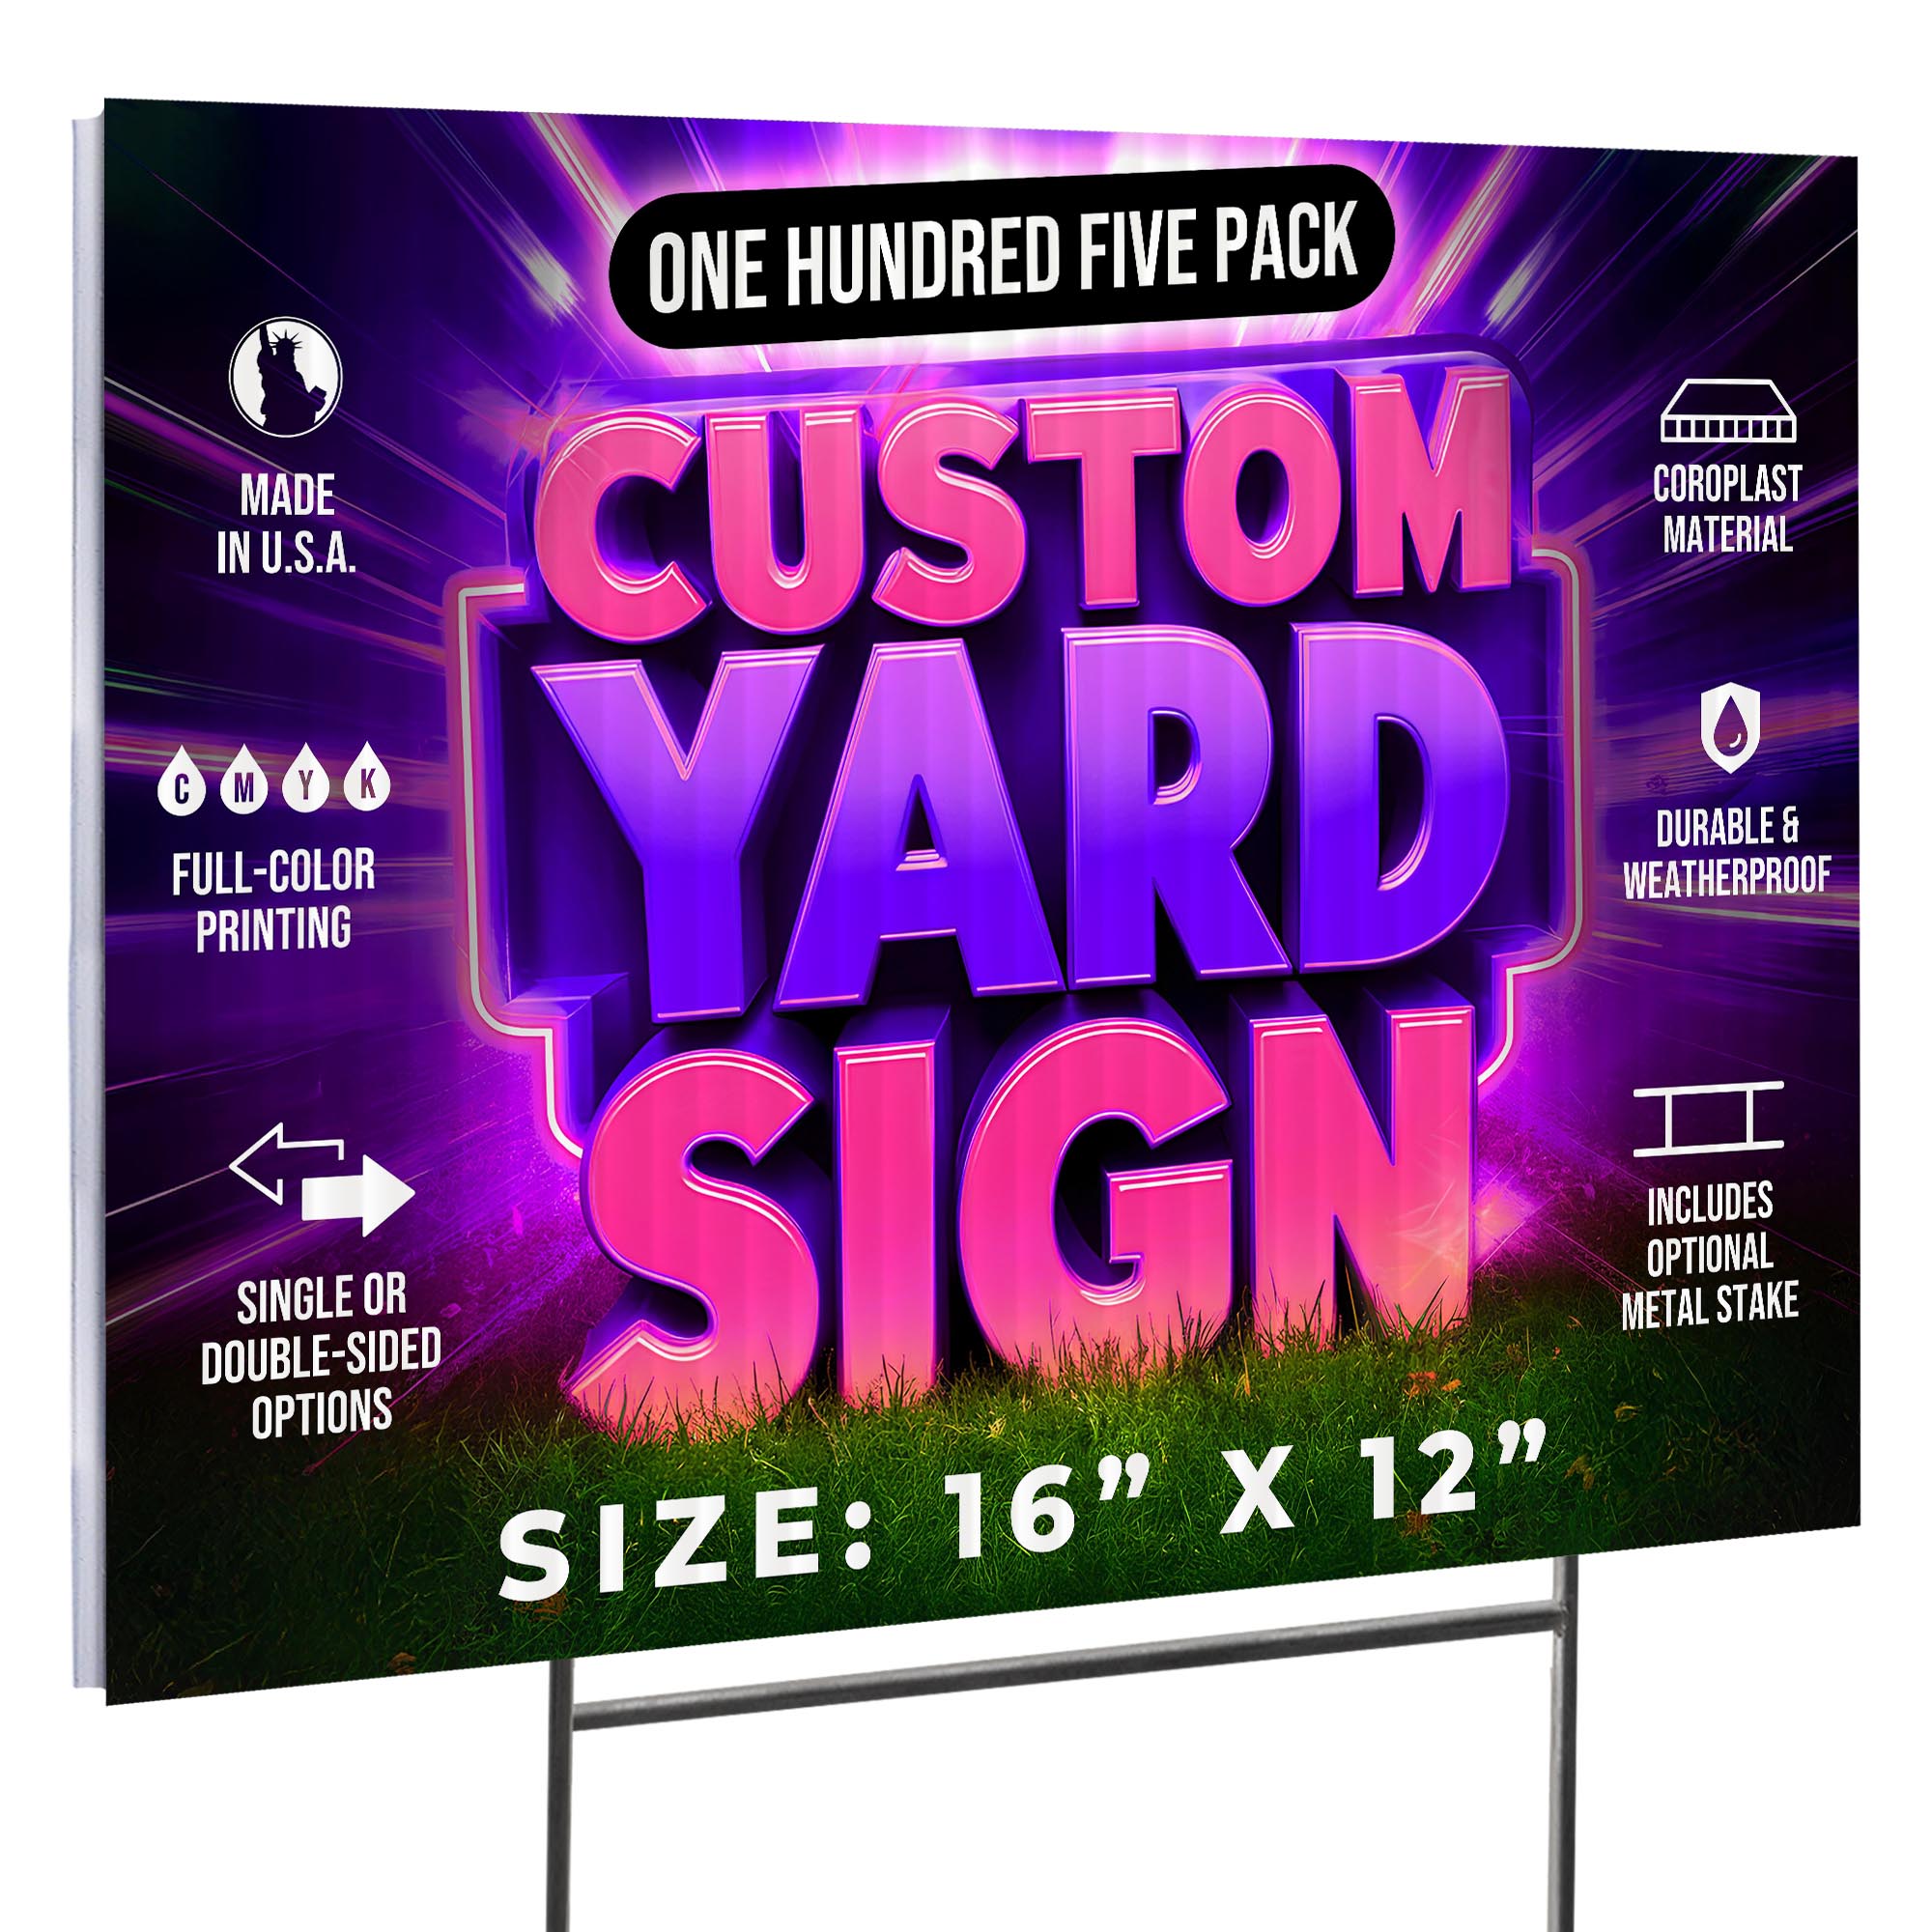 ONE HUNDRED FIVE PACK
CUSTOM
YARD
SIGN
MADE
IN U.S.A.
C M Y K
FULL-COLOR
PRINTING
SINGLE OR
DOUBLE-SIDED
OPTIONS
COROPLAST
MATERIAL
DURABLE &
WEATHERPROOF
INCLUDES
OPTIONAL
METAL STAKE
SIZE: 16” X 12”